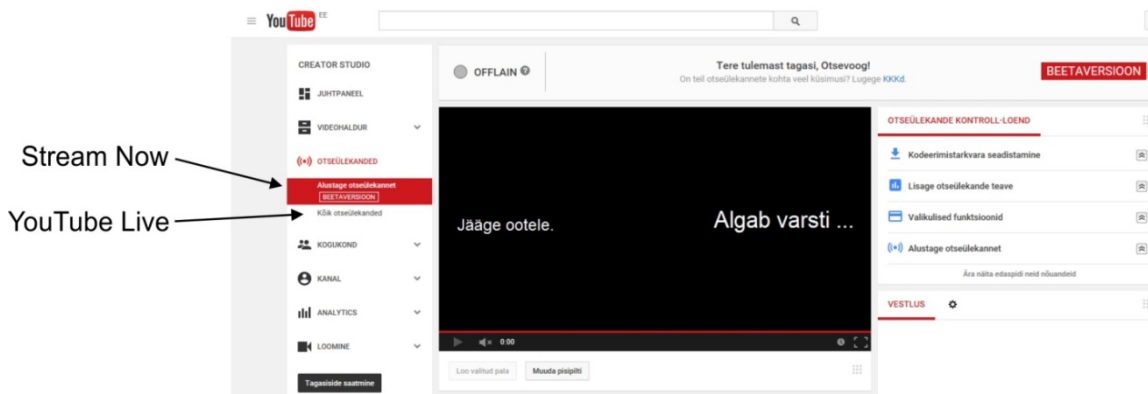 YouTube EE
CREATOR STUDIO
JUHTPANEEL
VIDEOHALDUR
OTSEÜLEKANDED
Alustage otseülekannet
BEETAVERSIOON
Kõik otseülekanded
KOGUKOND
KANAL
ANALYTICS
LOOMINE
Tagasiside saatmine
Stream Now
YouTube Live
OFFLAIN
Tere tulemast tagasi, Otsevoog!
On teil otseülekannete kohta veel küsimusi? Lugege KKKd.
BEETAVERSIOON
Jääge ootele.
Algab varsti ...
0:00
Loo valitud pala
Muuda pisipilti
OTSEÜLEKANDE KONTROLL-LOEND
Kodeerimistarkvara seadistamine
Lisage otseülekande teave
Valikulised funktsioonid
Alustage otseülekannet
Ära näita edaspidi neid nõuandeid
VESTLUS